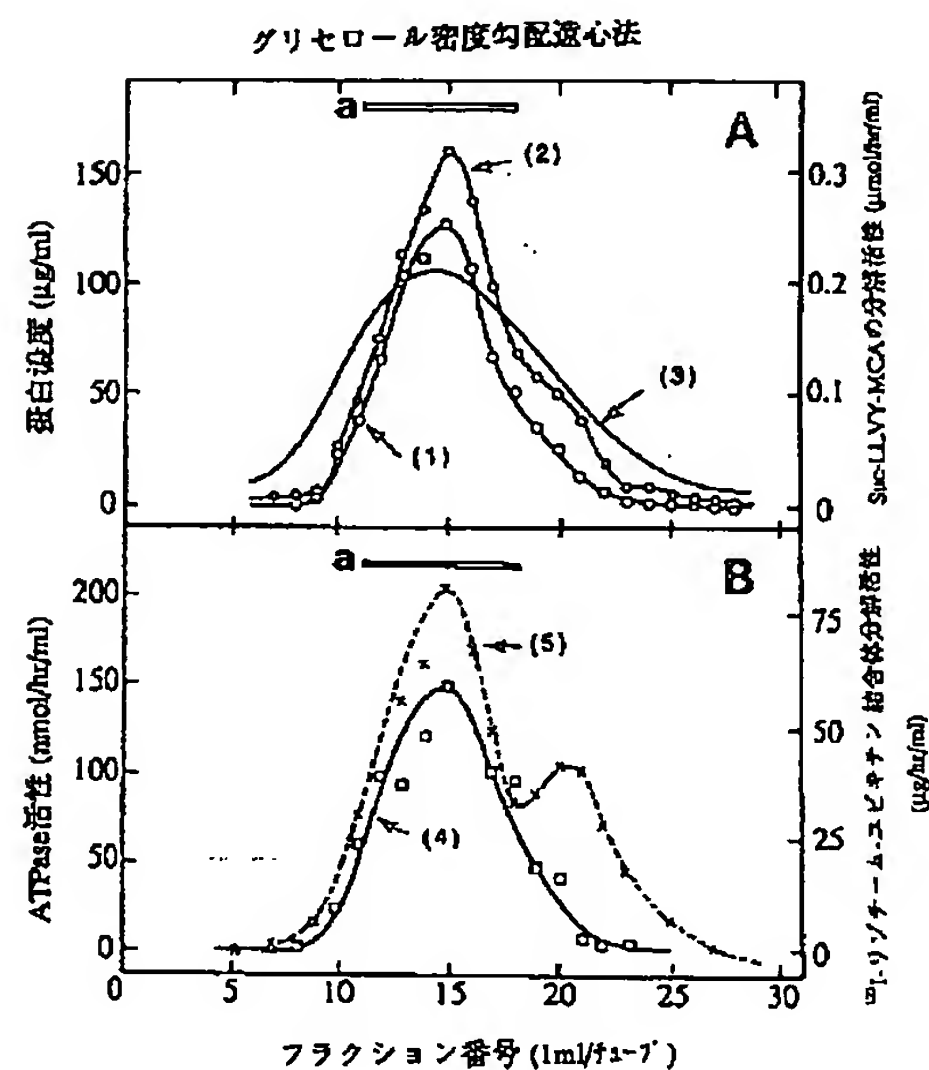 グリセロール密度勾配遠心法
a
A
(2)
(3)
(1)
150
100
50
0
蛋白濃度 (μg/ml)
0.3
0.2
0.1
0
Suc-LLVY-MCAの分解活性 (μmol/hr/ml)
a
B
(5)
(4)
200
150
100
50
0
ATPase活性 (nmol/hr/ml)
75
50
25
0
¹²⁵I-リゾチーム-ユビキチン結合体分解活性
(μg/hr/ml)
0 5 10 15 20 25 30
フラクション番号 (1ml/チューブ)